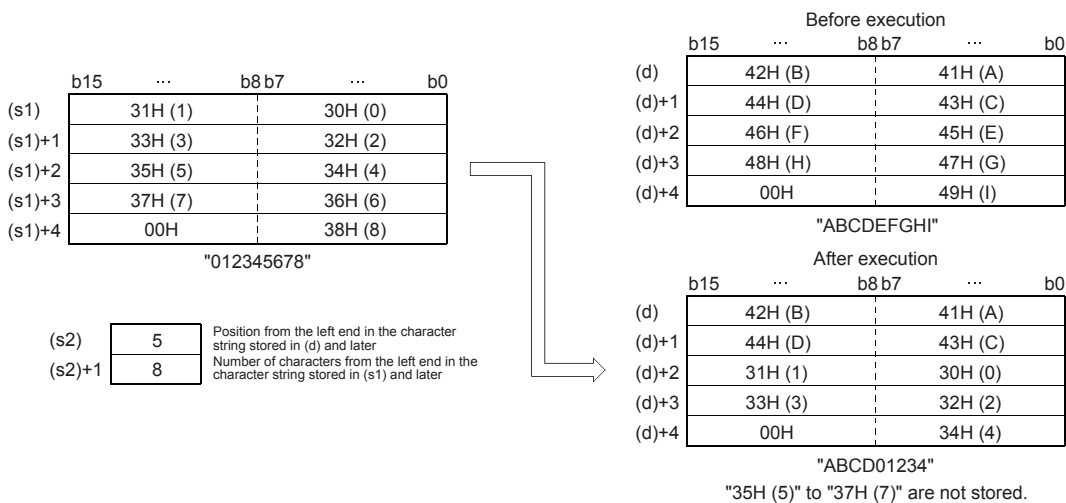 b15 ··· b8 b7 ··· b0
(s1) 31H (1) 30H (0)
(s1)+1 33H (3) 32H (2)
(s1)+2 35H (5) 34H (4)
(s1)+3 37H (7) 36H (6)
(s1)+4 00H 38H (8)
"012345678"
(s2) 5 Position from the left end in the character
string stored in (d) and later
(s2)+1 8 Number of characters from the left end in the
character string stored in (s1) and later
Before execution
b15 ··· b8 b7 ··· b0
(d) 42H (B) 41H (A)
(d)+1 44H (D) 43H (C)
(d)+2 46H (F) 45H (E)
(d)+3 48H (H) 47H (G)
(d)+4 00H 49H (I)
"ABCDEFGHI"
After execution
b15 ··· b8 b7 ··· b0
(d) 42H (B) 41H (A)
(d)+1 44H (D) 43H (C)
(d)+2 31H (1) 30H (0)
(d)+3 33H (3) 32H (2)
(d)+4 00H 34H (4)
"ABCD01234"
"35H (5)" to "37H (7)" are not stored.